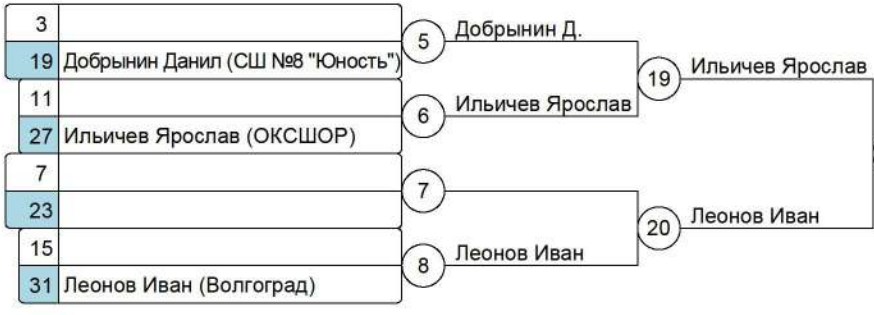 3
5
Добрынин Д.
19 Добрынин Данил (СШ №8 "Юность")
19
Ильичев Ярослав
11
6
Ильичев Ярослав
27 Ильичев Ярослав (ОКСШОР)
7
7
23
20
Леонов Иван
15
8
Леонов Иван
31 Леонов Иван (Волгоград)